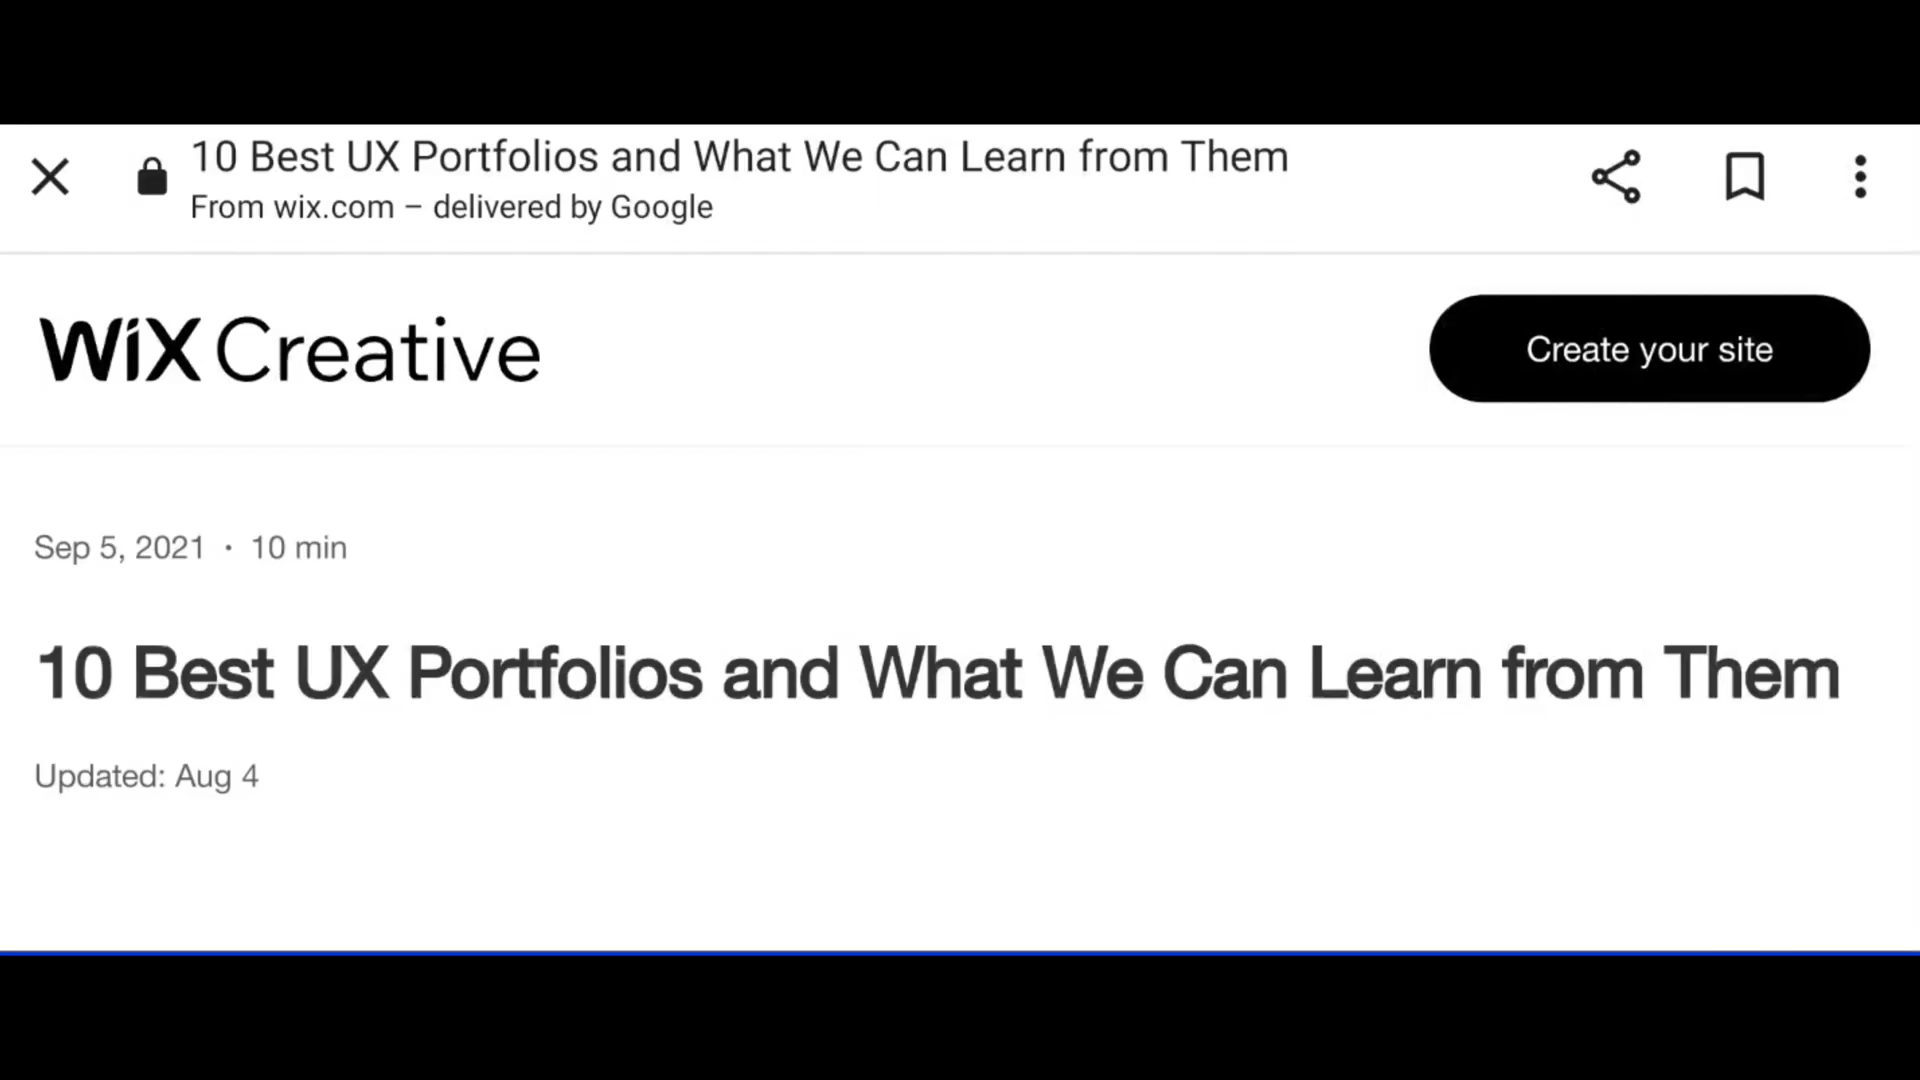 10 Best UX Portfolios and What We Can Learn from Them
From wix.com – delivered by Google
WiX Creative
Create your site
Sep 5, 2021 · 10 min
10 Best UX Portfolios and What We Can Learn from Them
Updated: Aug 4